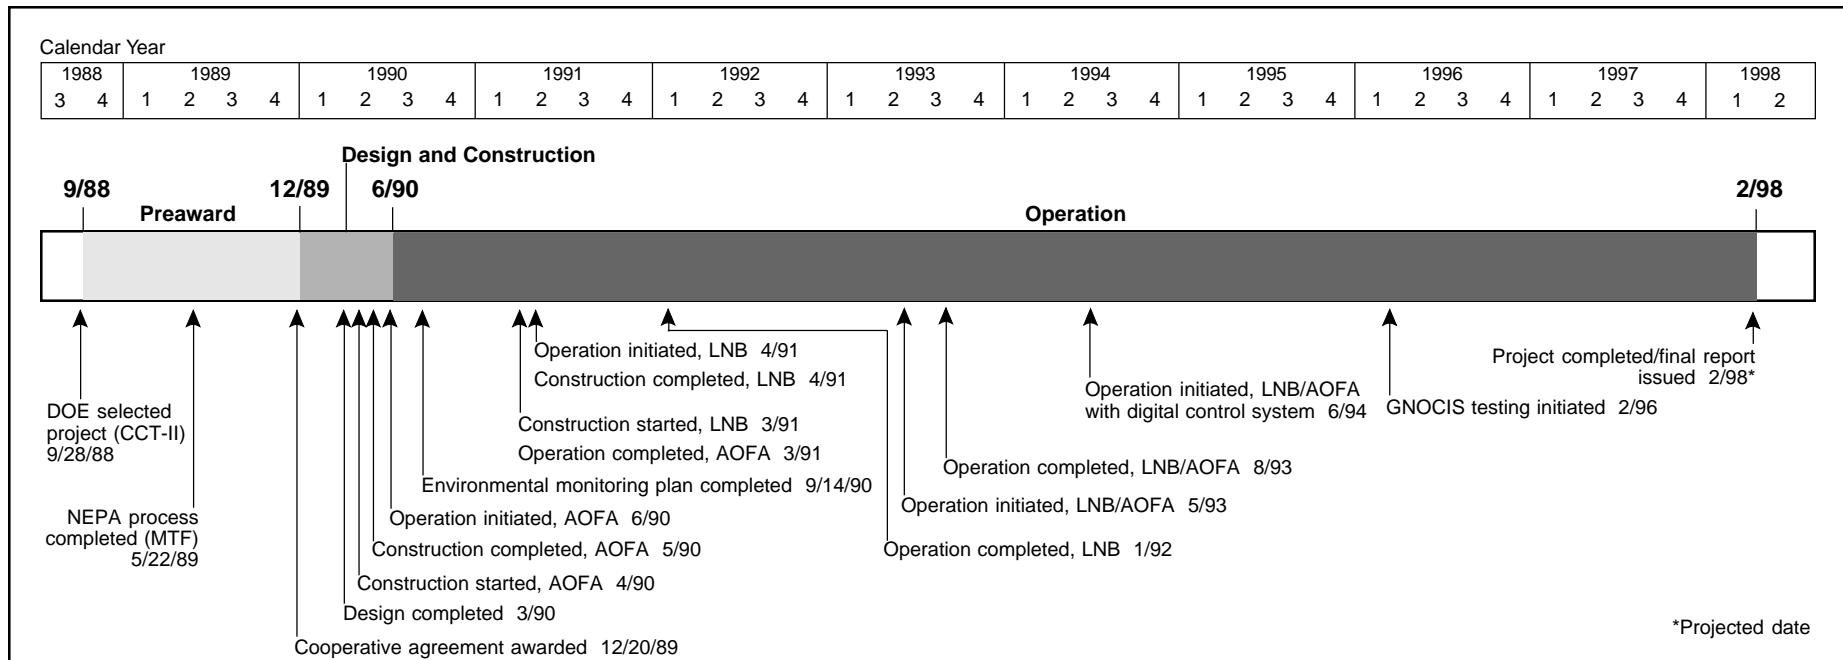 Calendar Year
1988 1989 1990 1991 1992 1993 1994 1995 1996 1997 1998
3 4 1 2 3 4 1 2 3 4 1 2 3 4 1 2 3 4 1 2 3 4 1 2 3 4 1 2 3 4 1 2 3 4 1 2 3 4 1 2
Design and Construction
9/88 12/89 6/90 2/98
Preaward Operation
Operation initiated, LNB 4/91
Construction completed, LNB 4/91
Construction started, LNB 3/91
Operation completed, AOFA 3/91
Environmental monitoring plan completed 9/14/90
Operation initiated, AOFA 6/90
Construction completed, AOFA 5/90
Construction started, AOFA 4/90
Design completed 3/90
Cooperative agreement awarded 12/20/89
DOE selected
project (CCT-II)
9/28/88
NEPA process
completed (MTF)
5/22/89
Operation initiated, LNB/AOFA
with digital control system 6/94
Operation completed, LNB/AOFA 8/93
Operation initiated, LNB/AOFA 5/93
Operation completed, LNB 1/92
GNOCIS testing initiated 2/96
Project completed/final report
issued 2/98*
*Projected date